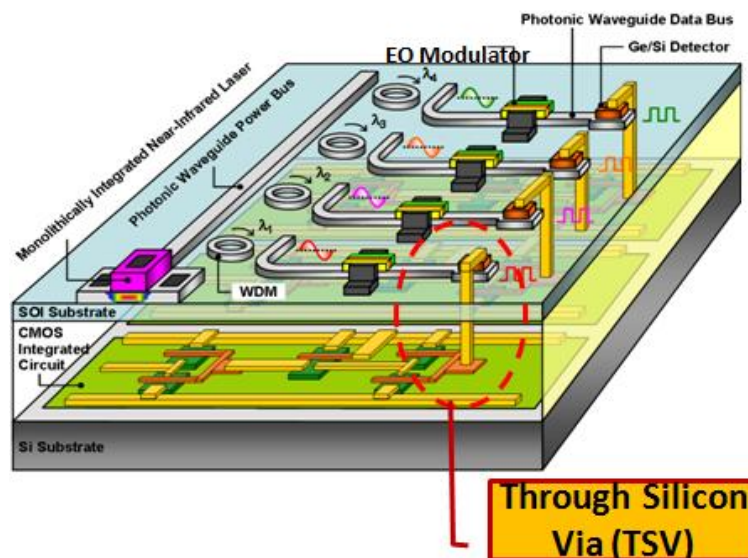 Photonic Waveguide Data Bus
EO Modulator
Ge/Si Detector
Monolithically Integrated Near-Infrared Laser
Photonic Waveguide Power Bus
λ4
λ3
λ2
λ1
WDM
SOI Substrate
CMOS
Integrated
Circuit
Si Substrate
Through Silicon
Via (TSV)